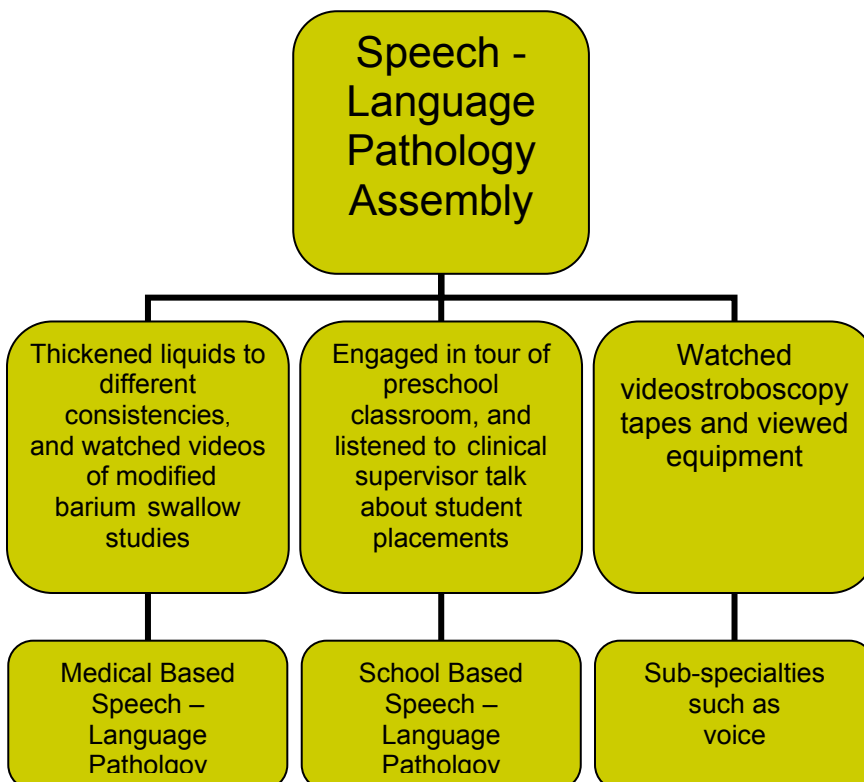 Speech -
Language
Pathology
Assembly
Thickened liquids to
different
consistencies,
and watched videos
of modified
barium swallow
studies
Engaged in tour of
preschool
classroom, and
listened to clinical
supervisor talk
about student
placements
Watched
videostroboscopy
tapes and viewed
equipment
Medical Based
Speech –
Language
Patholgoy
School Based
Speech –
Language
Patholgoy
Sub-specialties
such as
voice